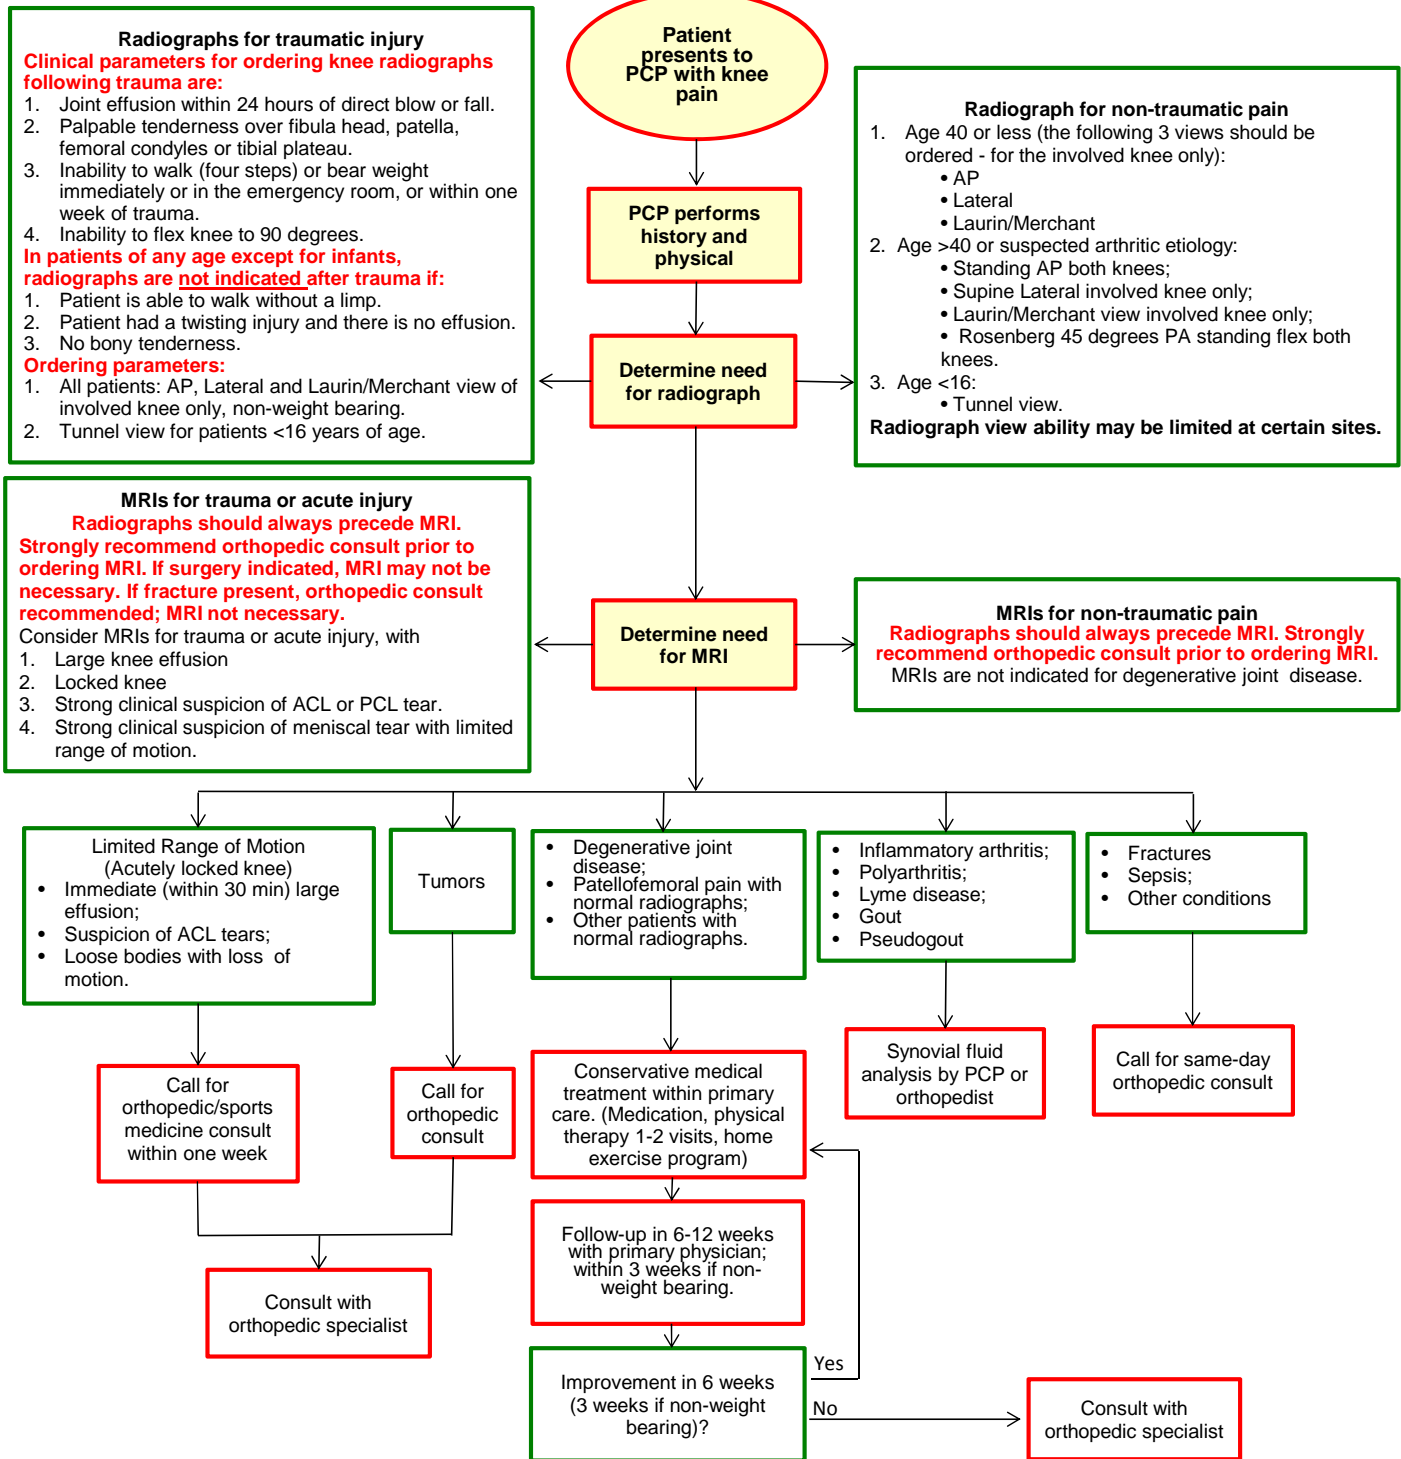 Patient
presents to
PCP with knee
pain
Radiographs for traumatic injury
Clinical parameters for ordering knee radiographs
following trauma are:
1. Joint effusion within 24 hours of direct blow or fall.
2. Palpable tenderness over fibula head, patella,
femoral condyles or tibial plateau.
3. Inability to walk (four steps) or bear weight
immediately or in the emergency room, or within one
week of trauma.
4. Inability to flex knee to 90 degrees.
In patients of any age except for infants,
radiographs are not indicated after trauma if:
1. Patient is able to walk without a limp.
2. Patient had a twisting injury and there is no effusion.
3. No bony tenderness.
Ordering parameters:
1. All patients: AP, Lateral and Laurin/Merchant view of
involved knee only, non-weight bearing.
2. Tunnel view for patients <16 years of age.
PCP performs
history and
physical
Radiograph for non-traumatic pain
1. Age 40 or less (the following 3 views should be
ordered - for the involved knee only):
• AP
• Lateral
• Laurin/Merchant
2. Age >40 or suspected arthritic etiology:
• Standing AP both knees;
• Supine Lateral involved knee only;
• Laurin/Merchant view involved knee only;
• Rosenberg 45 degrees PA standing flex both
knees.
3. Age <16:
• Tunnel view.
Radiograph view ability may be limited at certain sites.
Determine need
for radiograph
MRIs for trauma or acute injury
Radiographs should always precede MRI.
Strongly recommend orthopedic consult prior to
ordering MRI. If surgery indicated, MRI may not be
necessary. If fracture present, orthopedic consult
recommended; MRI not necessary.
Consider MRIs for trauma or acute injury, with
1. Large knee effusion
2. Locked knee
3. Strong clinical suspicion of ACL or PCL tear.
4. Strong clinical suspicion of meniscal tear with limited
range of motion.
Determine need
for MRI
MRIs for non-traumatic pain
Radiographs should always precede MRI. Strongly
recommend orthopedic consult prior to ordering MRI.
MRIs are not indicated for degenerative joint disease.
Limited Range of Motion
(Acutely locked knee)
• Immediate (within 30 min) large
effusion;
• Suspicion of ACL tears;
• Loose bodies with loss of
motion.
Tumors
• Degenerative joint
disease;
• Patellofemoral pain with
normal radiographs;
• Other patients with
normal radiographs.
• Inflammatory arthritis;
• Polyarthritis;
• Lyme disease;
• Gout
• Pseudogout
• Fractures
• Sepsis;
• Other conditions
Call for
orthopedic/sports
medicine consult
within one week
Call for
orthopedic
consult
Conservative medical
treatment within primary
care. (Medication, physical
therapy 1-2 visits, home
exercise program)
Synovial fluid
analysis by PCP or
orthopedist
Call for same-day
orthopedic consult
Follow-up in 6-12 weeks
with primary physician;
within 3 weeks if non-
weight bearing.
Consult with
orthopedic specialist
Improvement in 6 weeks
(3 weeks if non-weight
bearing)?
Yes
No
Consult with
orthopedic specialist